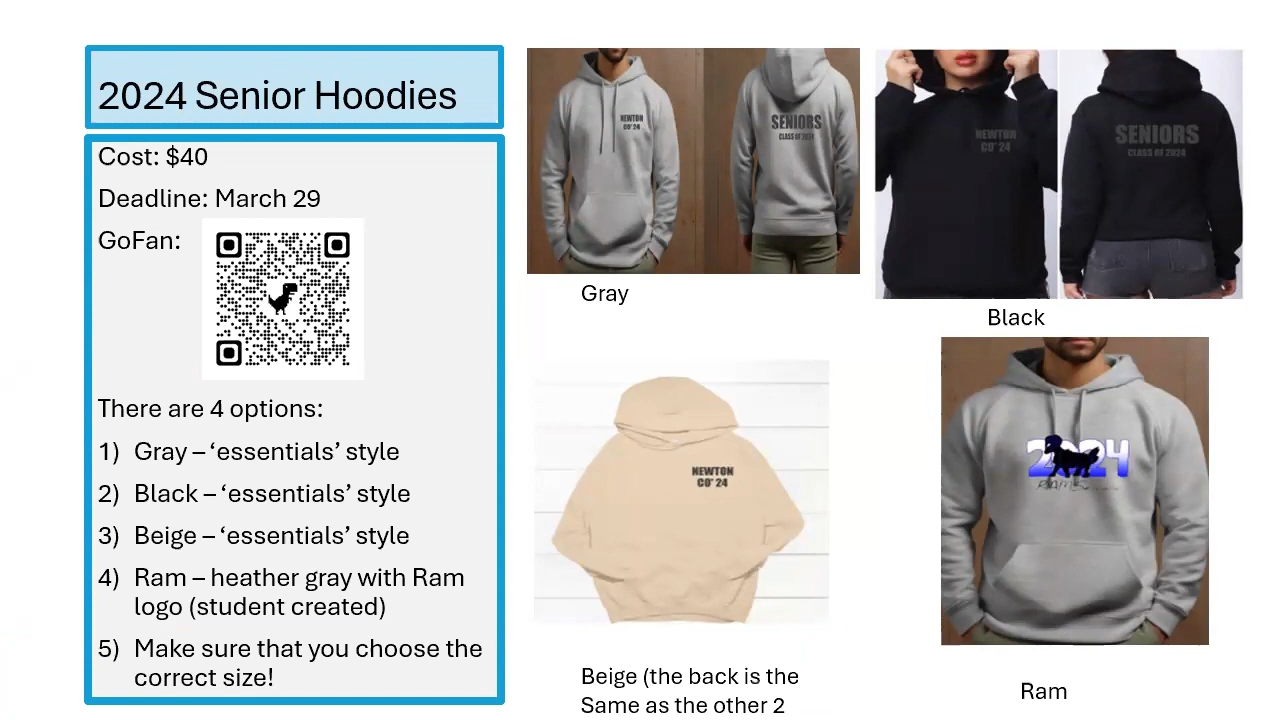 2024 Senior Hoodies
Cost: $40
Deadline: March 29
GoFan:
There are 4 options:
1) Gray – ‘essentials’ style
2) Black – ‘essentials’ style
3) Beige – ‘essentials’ style
4) Ram – heather gray with Ram
logo (student created)
5) Make sure that you choose the
correct size!
NEWTON
CO' 24
SENIORS
CLASS OF 2024
Gray
NEWTON
CO' 24
SENIORS
CLASS OF 2024
Black
NEWTON
CO' 24
Beige (the back is the
Same as the other 2
2024
RAMS
Ram